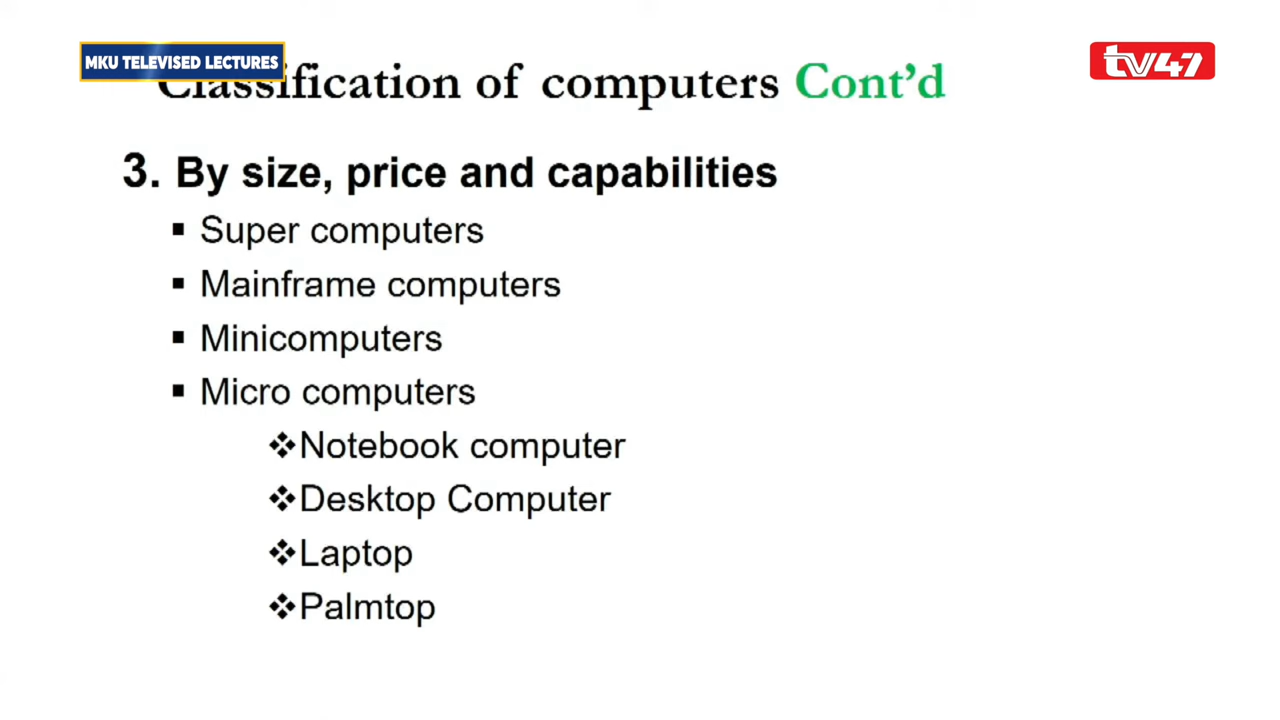 MKU TELEVISED LECTURES
tv47
Classification of computers Cont'd
3. By size, price and capabilities
▪ Super computers
▪ Mainframe computers
▪ Minicomputers
▪ Micro computers
❖Notebook computer
❖Desktop Computer
❖Laptop
❖Palmtop